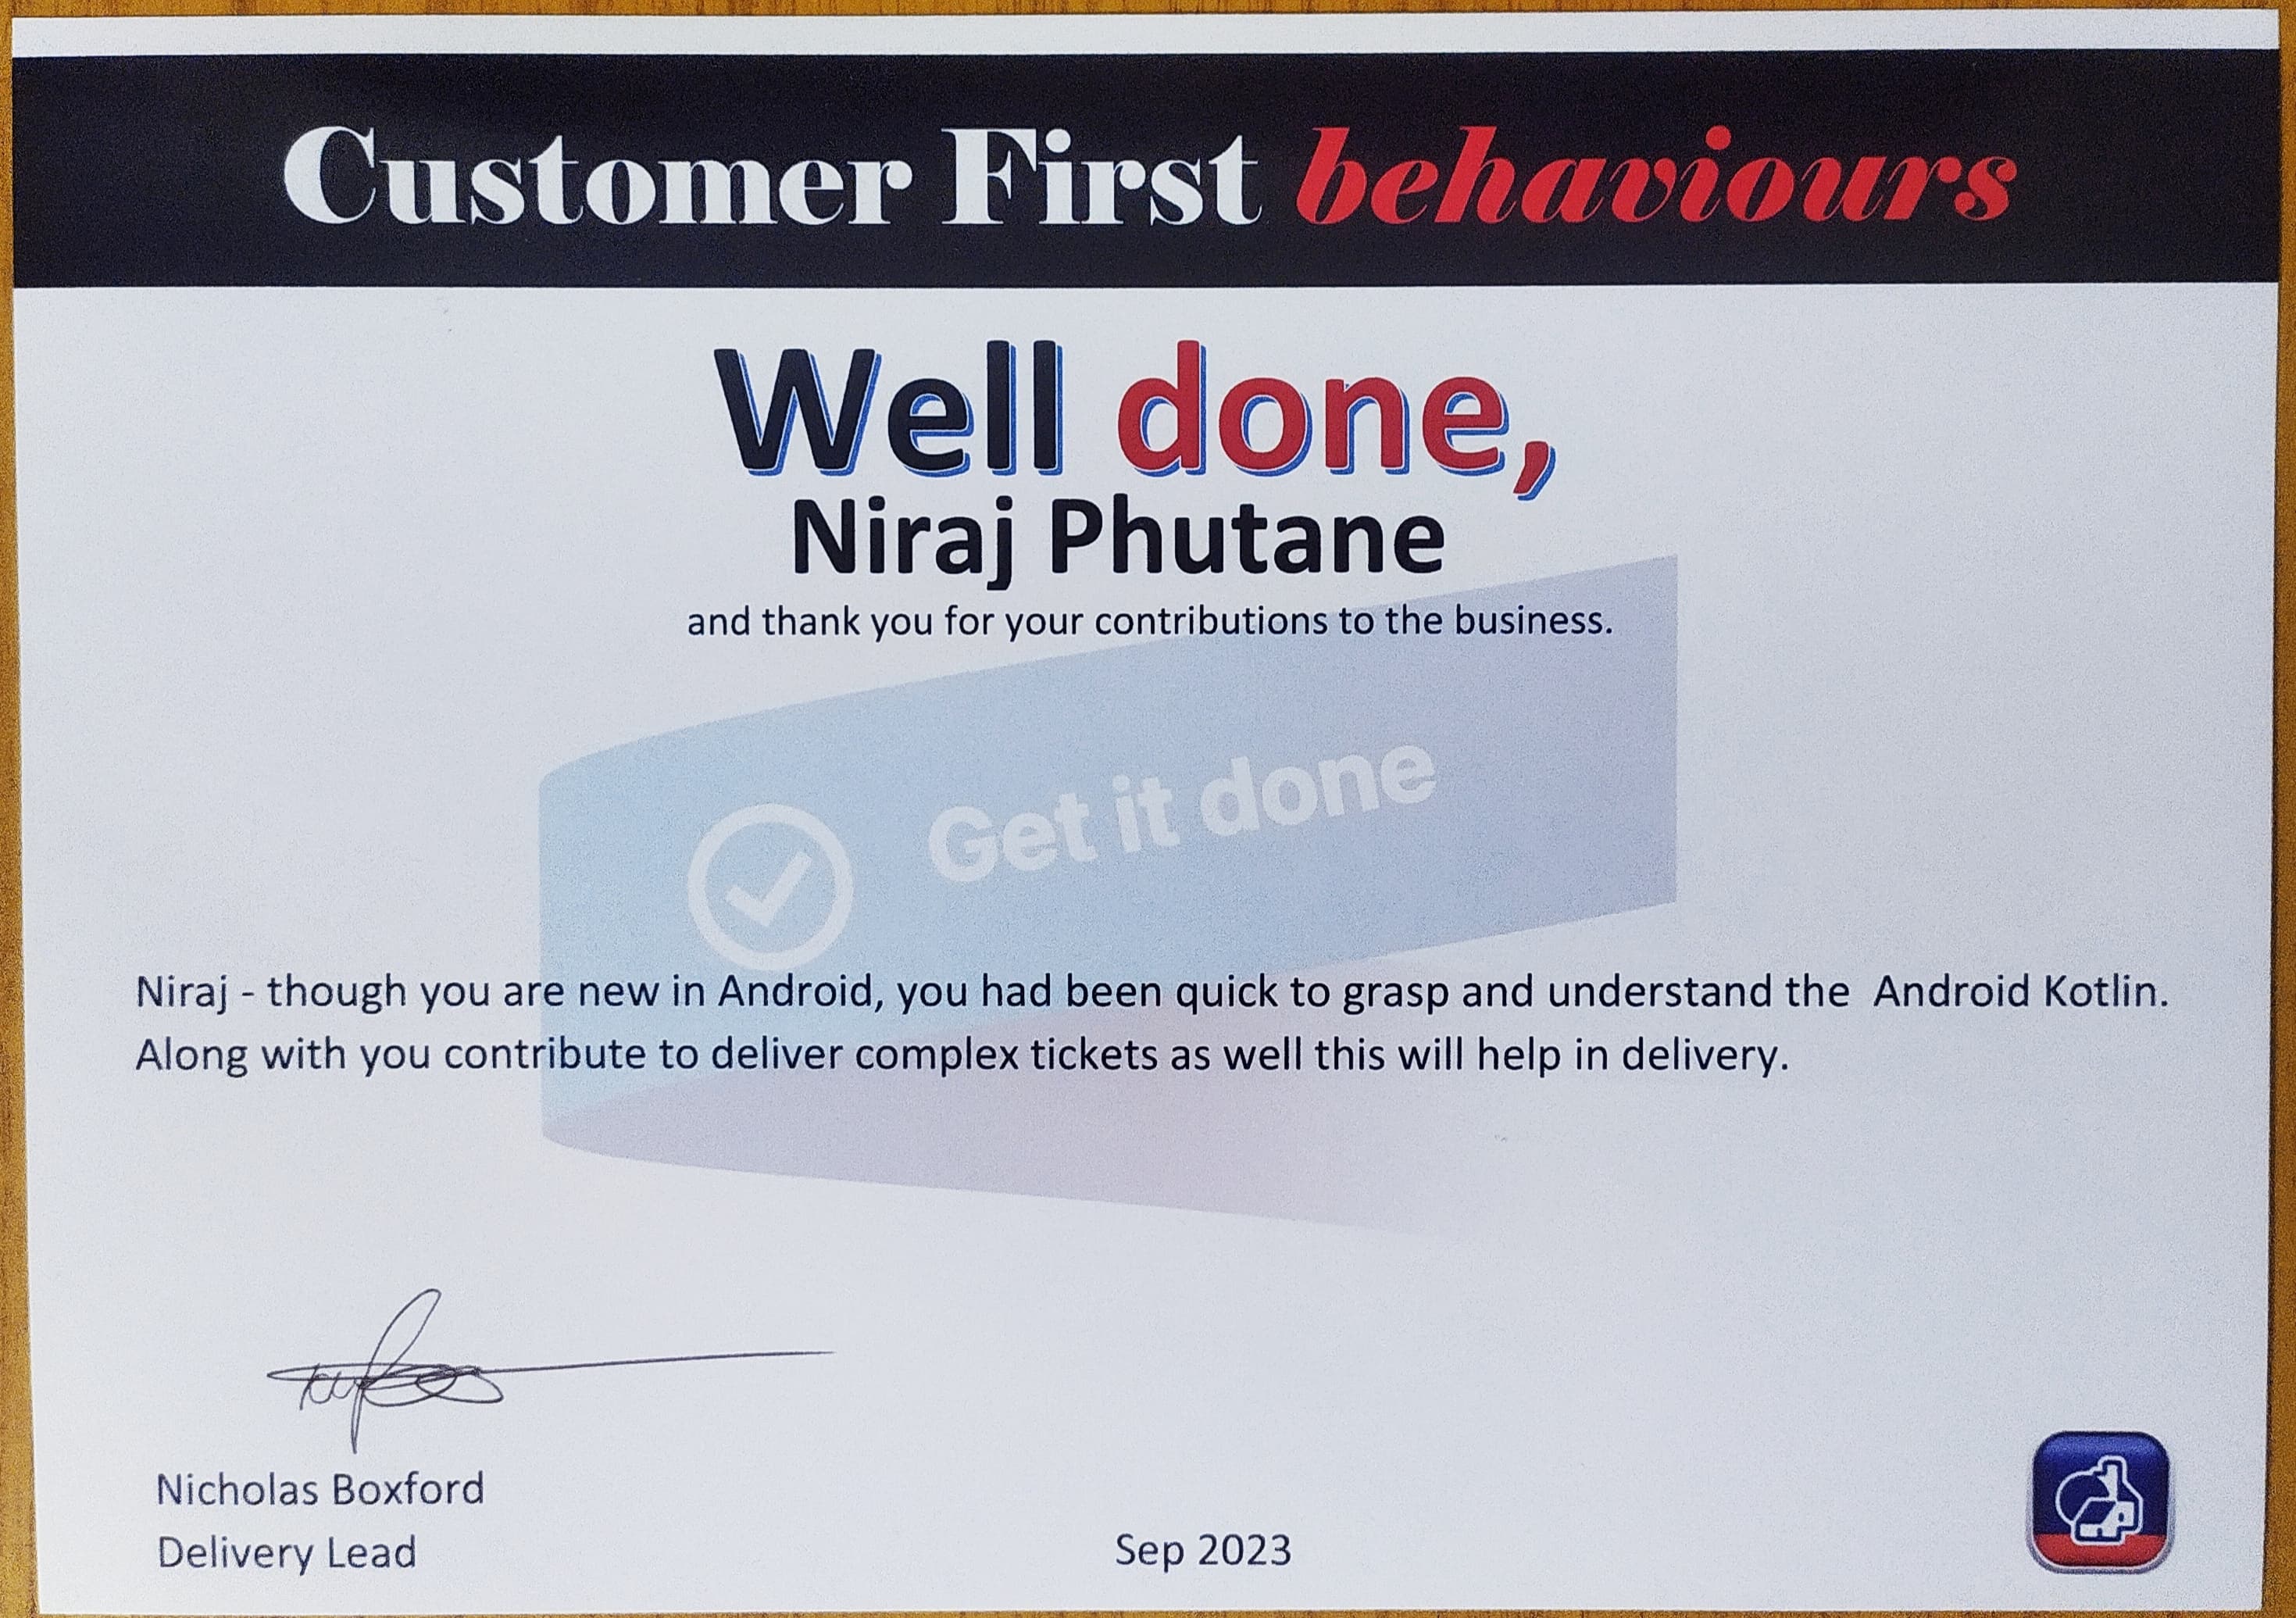 Customer First behaviours
Well done,
Niraj Phutane
and thank you for your contributions to the business.
Get it done
Niraj - though you are new in Android, you had been quick to grasp and understand the  Android Kotlin.
Along with you contribute to deliver complex tickets as well this will help in delivery.
Nicholas Boxford
Delivery Lead
Sep 2023